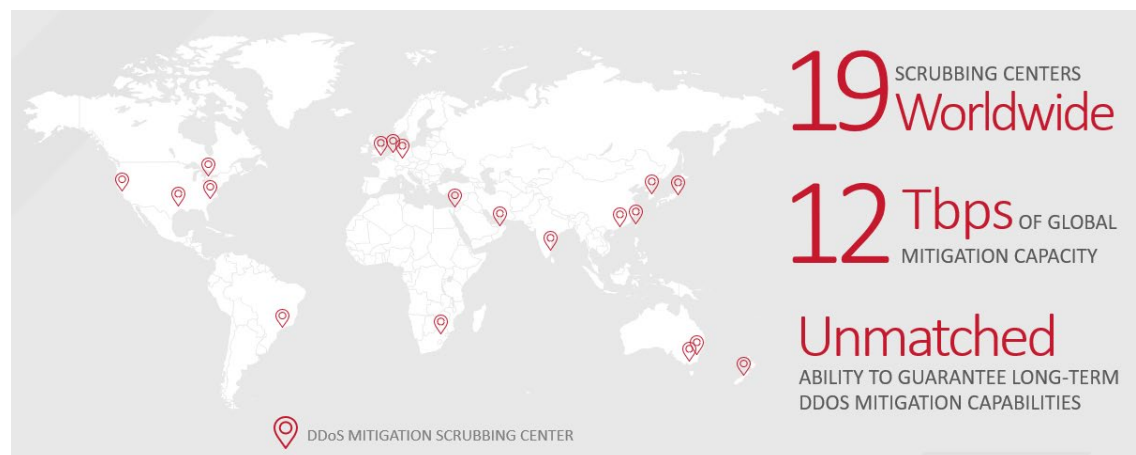 19 SCRUBBING CENTERS
Worldwide
12 Tbps OF GLOBAL
MITIGATION CAPACITY
Unmatched
ABILITY TO GUARANTEE LONG-TERM
DDOS MITIGATION CAPABILITIES
DDoS MITIGATION SCRUBBING CENTER